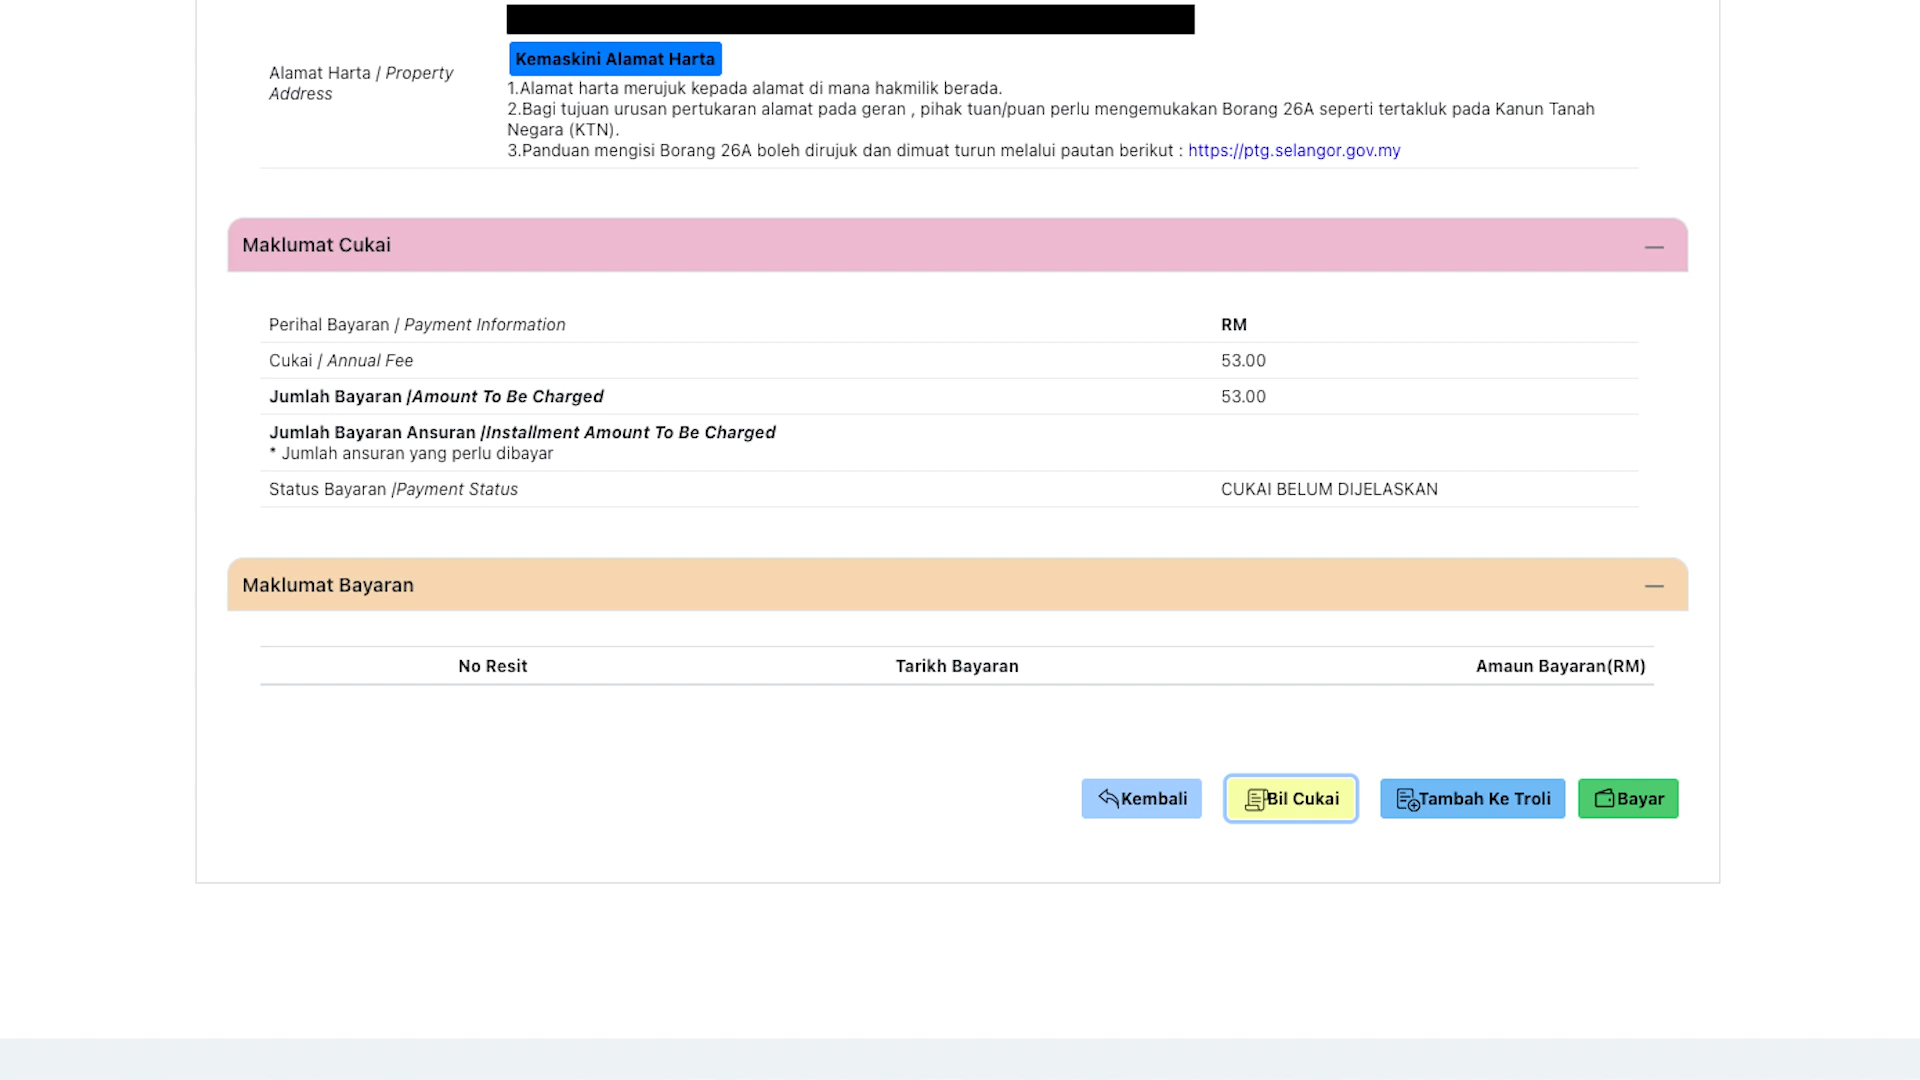 Kemaskini Alamat Harta
Alamat Harta / Property
Address
1.Alamat harta merujuk kepada alamat di mana hakmilik berada.
2.Bagi tujuan urusan pertukaran alamat pada geran , pihak tuan/puan perlu mengemukakan Borang 26A seperti tertakluk pada Kanun Tanah
Negara (KTN).
3.Panduan mengisi Borang 26A boleh dirujuk dan dimuat turun melalui pautan berikut : https://ptg.selangor.gov.my
Maklumat Cukai
Perihal Bayaran / Payment Information RM
Cukai / Annual Fee 53.00
Jumlah Bayaran /Amount To Be Charged 53.00
Jumlah Bayaran Ansuran /Installment Amount To Be Charged
* Jumlah ansuran yang perlu dibayar
Status Bayaran /Payment Status CUKAI BELUM DIJELASKAN
Maklumat Bayaran
No Resit Tarikh Bayaran Amaun Bayaran(RM)
Kembali Bil Cukai Tambah Ke Troli Bayar